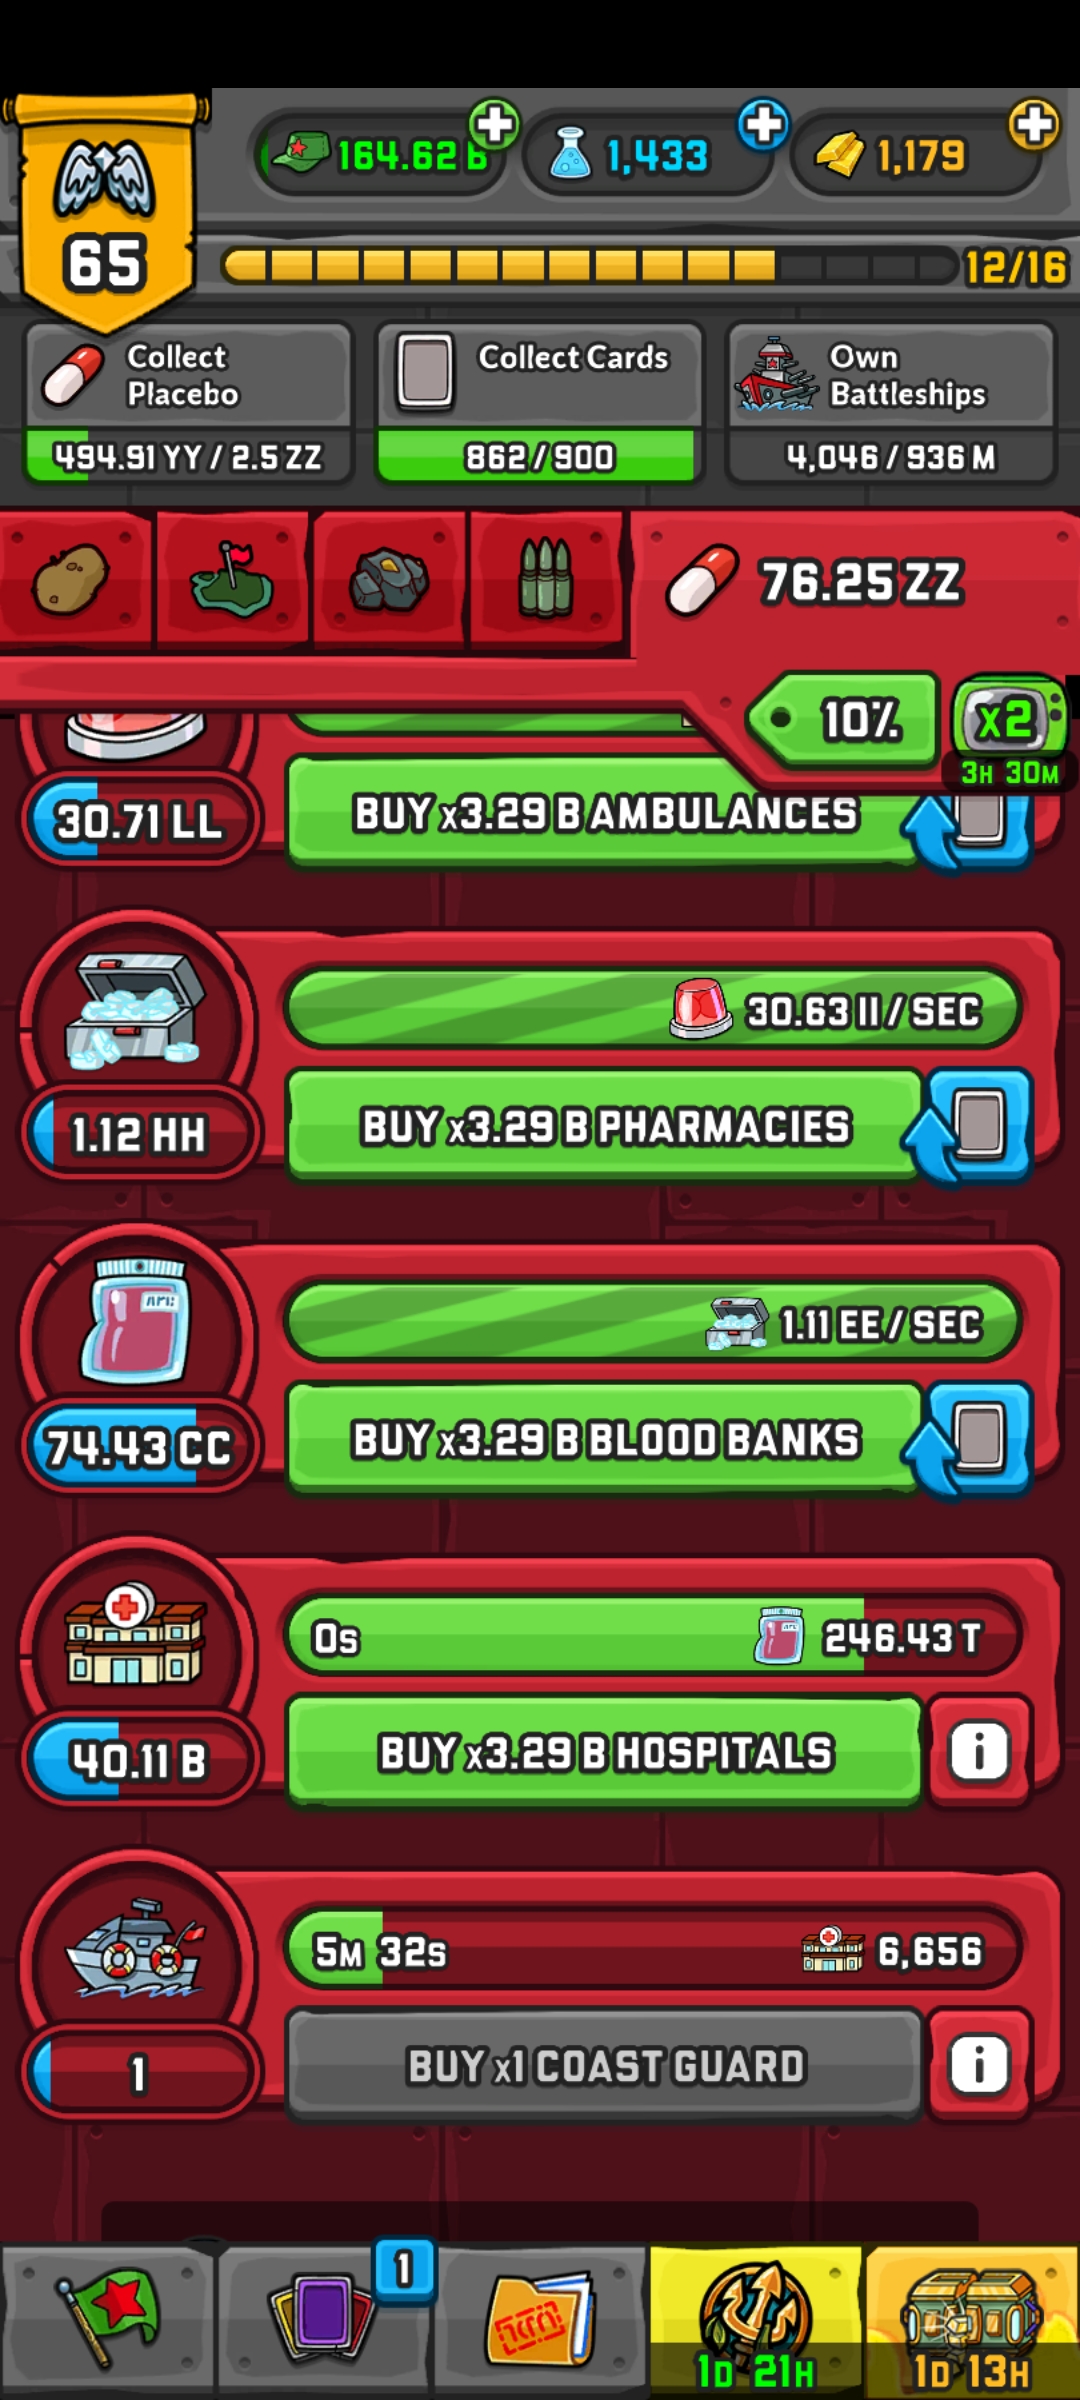 164.62 B
1,433
1,179
65
12/16
Collect
Placebo
494.91 YY / 2.5 ZZ
Collect Cards
862 / 900
Own
Battleships
4,046 / 936 M
76.25 ZZ
10%
x2
3H 30M
30.71 LL
BUY x3.29 B AMBULANCES
30.63 II / SEC
1.12 HH
BUY x3.29 B PHARMACIES
1.11 EE / SEC
74.43 CC
BUY x3.29 B BLOOD BANKS
0s
246.43 T
40.11 B
BUY x3.29 B HOSPITALS
i
5M 32s
6,656
1
BUY x1 COAST GUARD
i
1
1D 21H
1D 13H